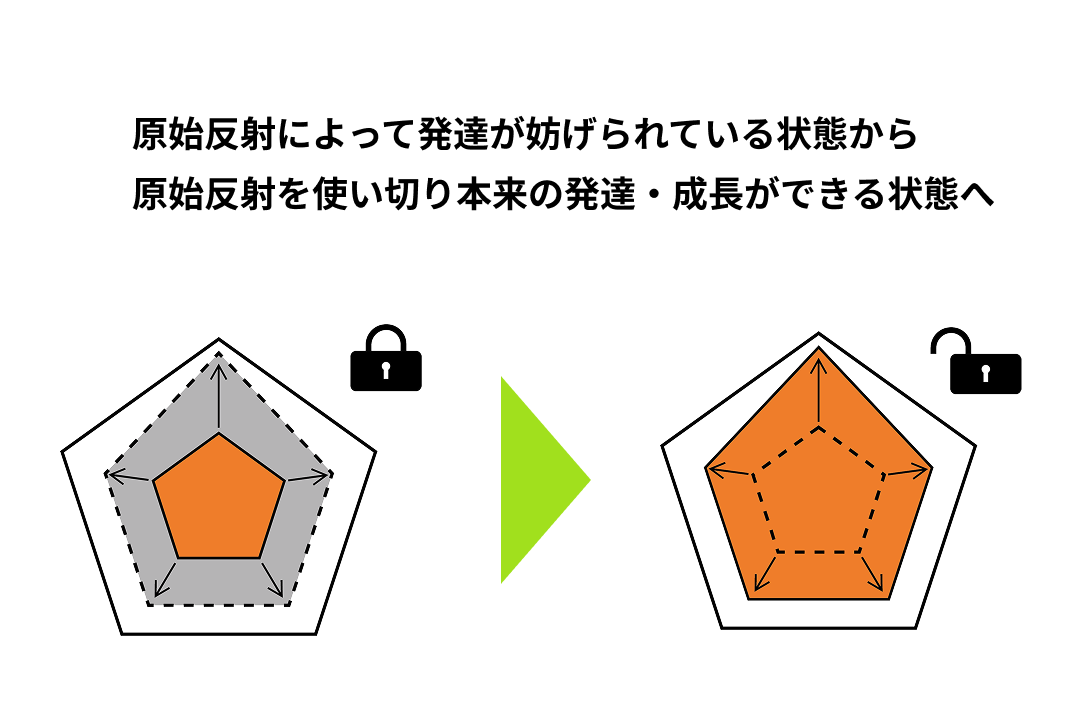 原始反射によって発達が妨げられている状態から
原始反射を使い切り本来の発達・成長ができる状態へ